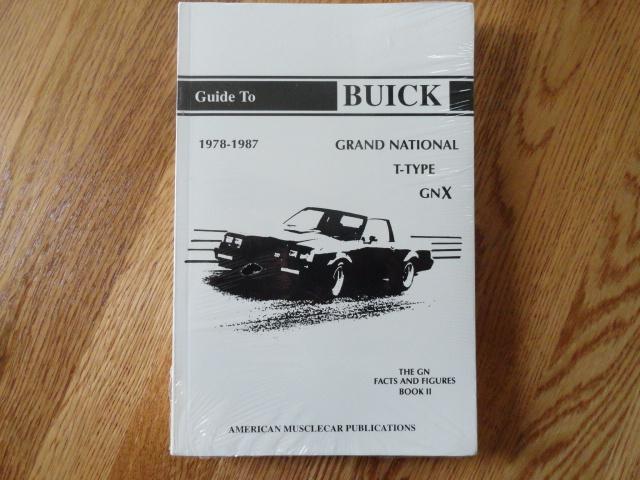 Guide To BUICK
1978-1987 GRAND NATIONAL
T-TYPE
GNX
THE GN
FACTS AND FIGURES
BOOK II
AMERICAN MUSCLECAR PUBLICATIONS